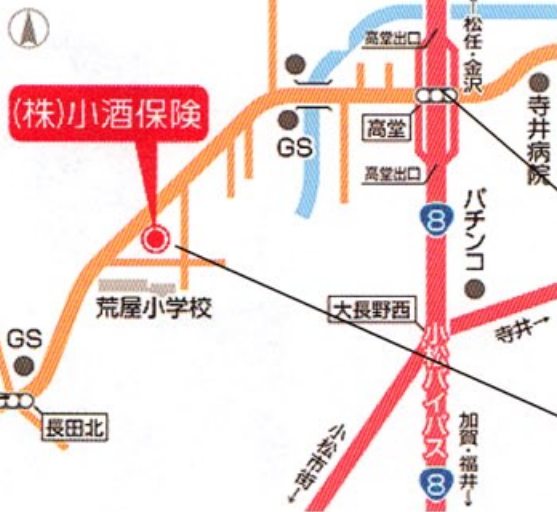 ←松任・金沢
高堂出口
(株)小酒保険
寺井病院
高堂
GS
高堂出口
8
パチンコ
荒屋小学校
大長野西
寺井→
GS
小松バイパス
長田北
小松市街→
加賀・福井→
8